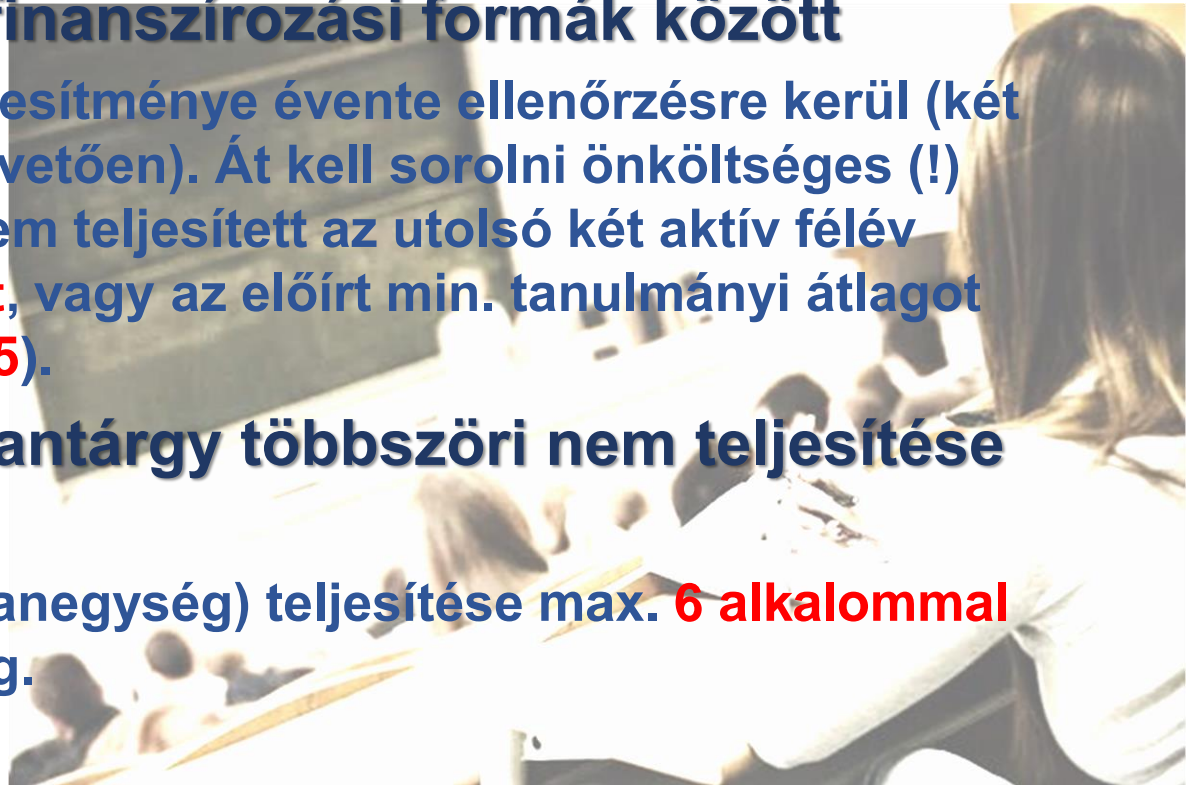 finanszírozási formák között
esítménye évente ellenőrzésre kerül (két
vetően). Át kell sorolni önköltséges (!)
em teljesített az utolsó két aktív félév
t, vagy az előírt min. tanulmányi átlagot
5).
antárgy többszöri nem teljesítése
anegység) teljesítése max. 6 alkalommal
g.